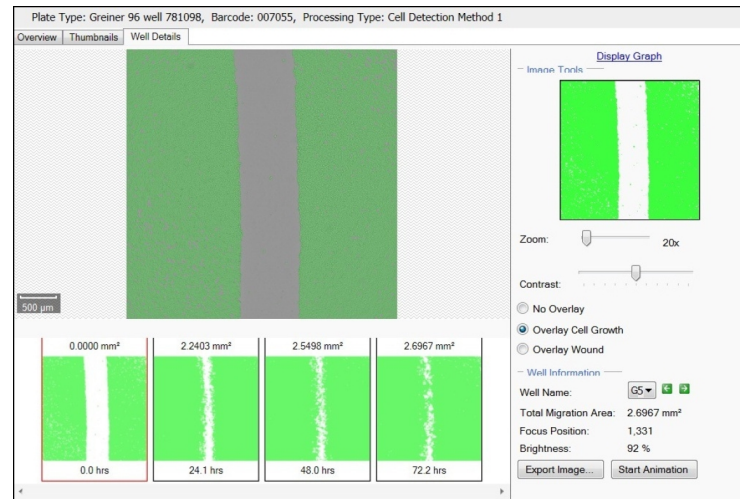 Plate Type: Greiner 96 well 781098, Barcode: 007055, Processing Type: Cell Detection Method 1
Overview Thumbnails Well Details
Display Graph
Image Tools
Zoom: 20x
Contrast:
500 µm
No Overlay
Overlay Cell Growth
Overlay Wound
0.0000 mm² 2.2403 mm² 2.5498 mm² 2.6967 mm²
0.0 hrs 24.1 hrs 48.0 hrs 72.2 hrs
Well Information
Well Name: G5
Total Migration Area: 2.6967 mm²
Focus Position: 1,331
Brightness: 92 %
Export Image... Start Animation